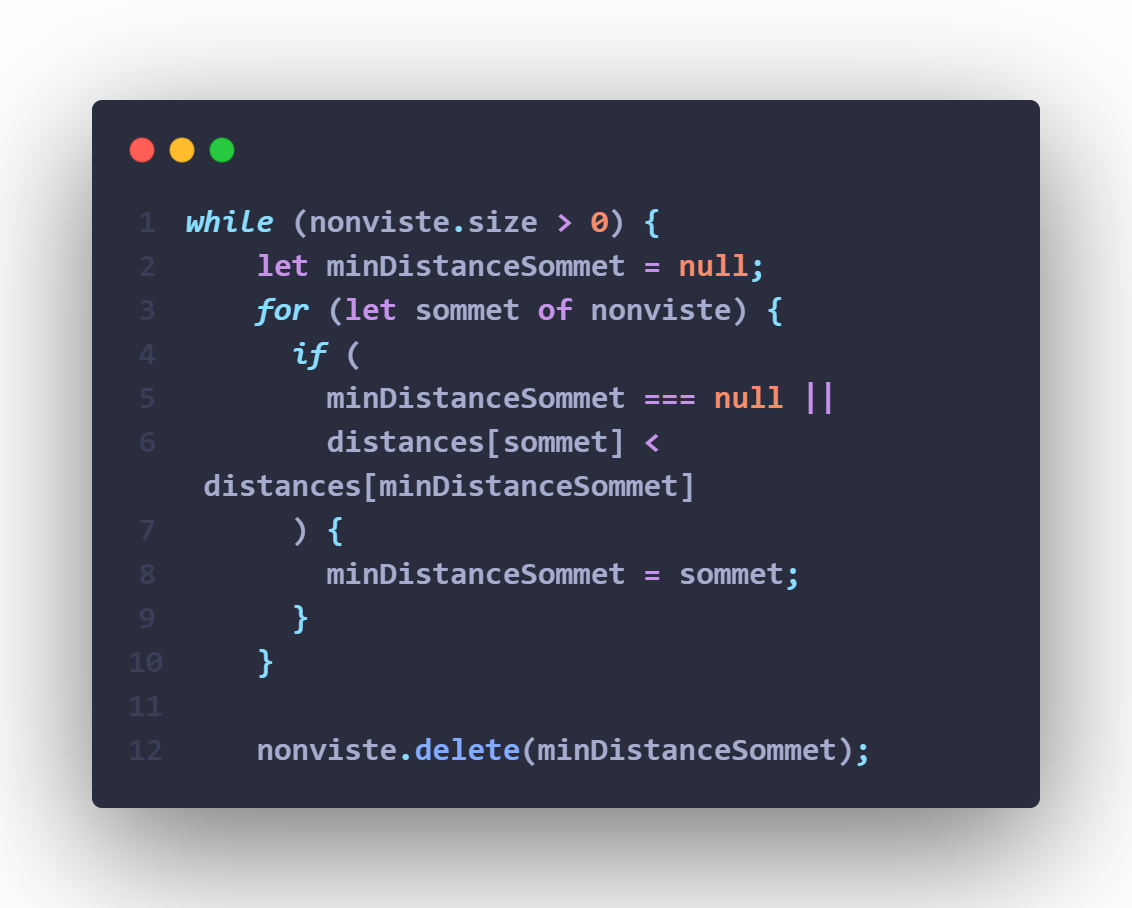 1 while (nonviste.size > 0) {
2     let minDistanceSommet = null;
3     for (let sommet of nonviste) {
4       if (
5         minDistanceSommet === null ||
6         distances[sommet] <
  distances[minDistanceSommet]
7       ) {
8         minDistanceSommet = sommet;
9       }
10     }
11
12     nonviste.delete(minDistanceSommet);